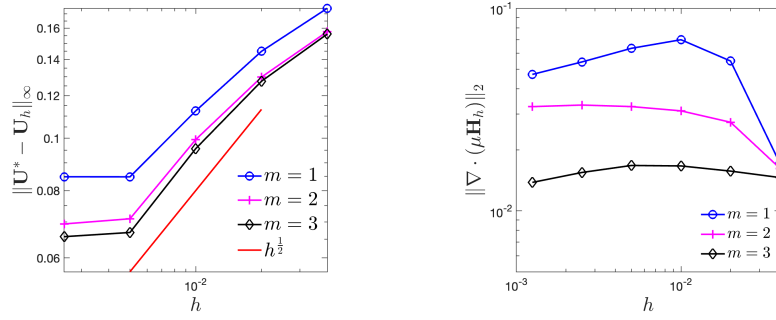 ‖U* − U_h‖_∞
0.16
0.14
0.12
0.1
0.08
0.06
10^{-2}
h
m = 1
m = 2
m = 3
h^{1/2}
‖∇ · (μH_h)‖_2
10^{-1}
10^{-2}
10^{-3}
10^{-2}
h
m = 1
m = 2
m = 3